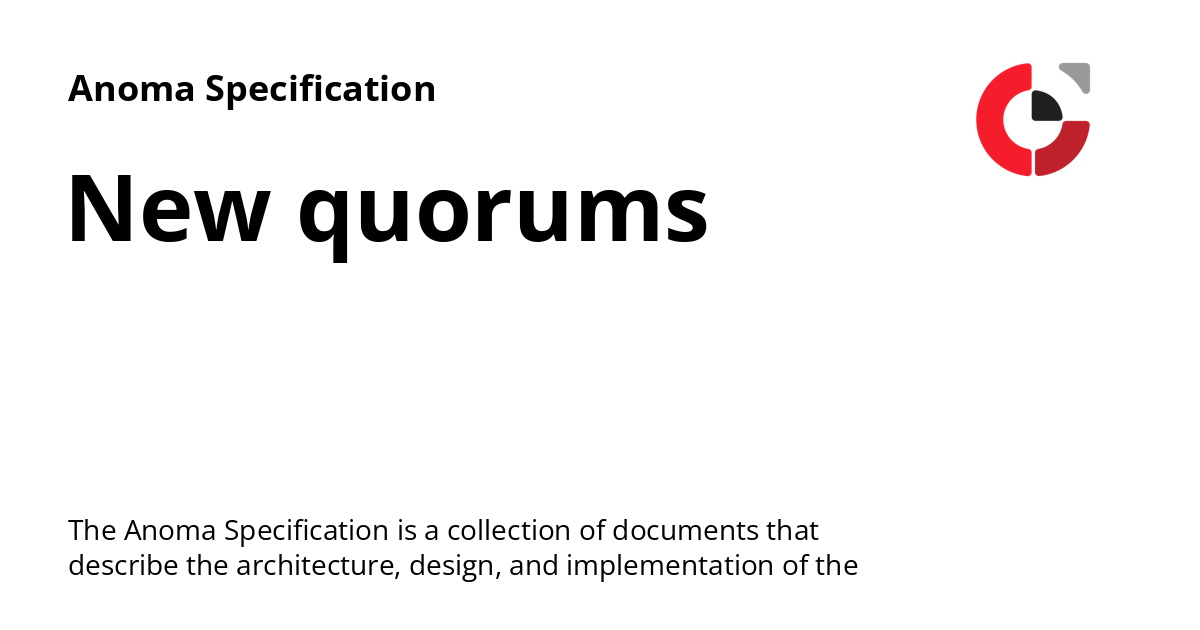 Anoma Specification
New quorums
The Anoma Specification is a collection of documents that
describe the architecture, design, and implementation of the